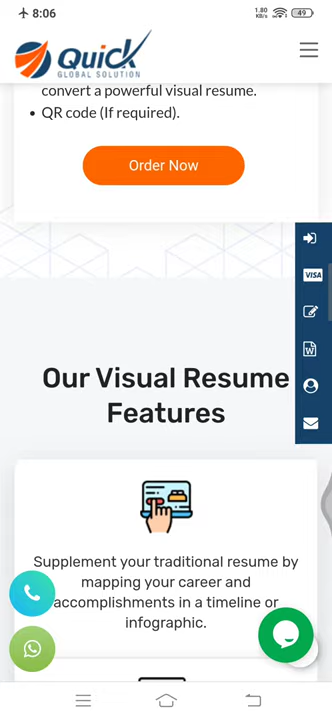 8:06
1.80
KB/s
49
Quick
GLOBAL SOLUTION
convert a powerful visual resume.
• QR code (If required).
Order Now
VISA
W
Our Visual Resume
Features
Supplement your traditional resume by
mapping your career and
accomplishments in a timeline or
infographic.